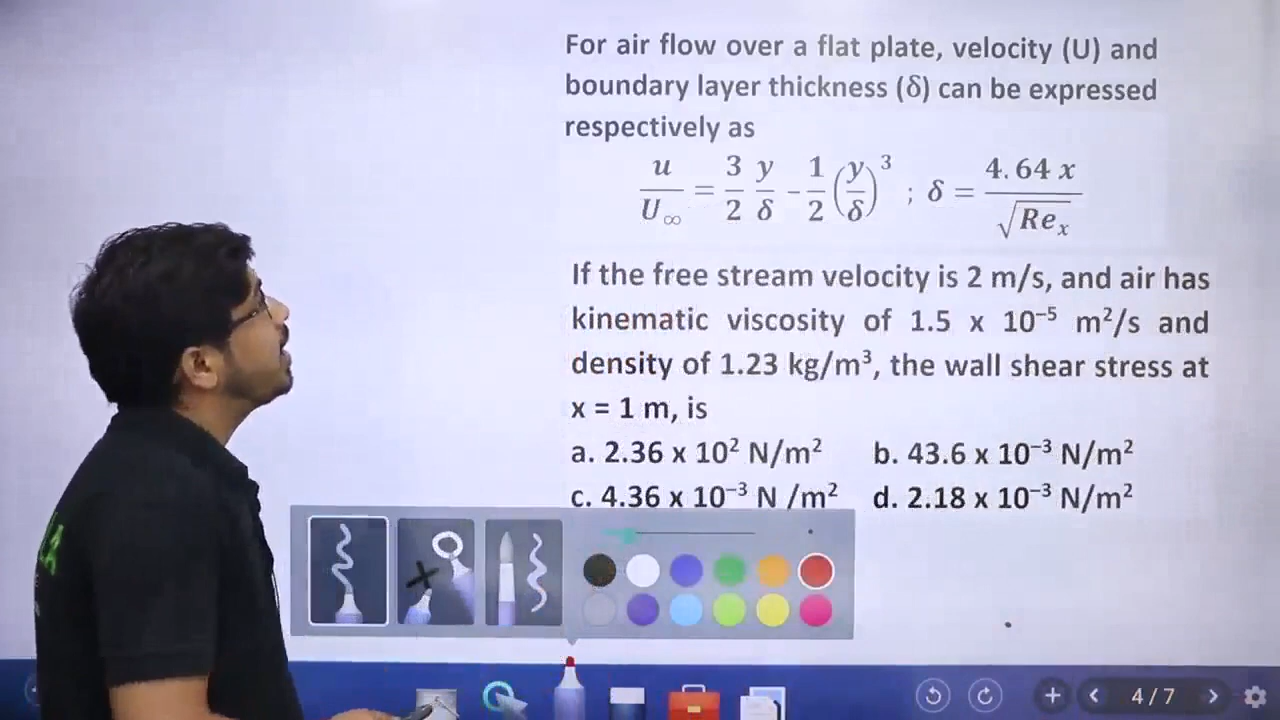 For air flow over a flat plate, velocity (U) and
boundary layer thickness (δ) can be expressed
respectively as
u/U∞ = 3/2 y/δ - 1/2 (y/δ)³ ; δ = 4.64 x/√Reₓ
If the free stream velocity is 2 m/s, and air has
kinematic viscosity of 1.5 x 10⁻⁵ m²/s and
density of 1.23 kg/m³, the wall shear stress at
x = 1 m, is
a. 2.36 x 10² N/m² b. 43.6 x 10⁻³ N/m²
c. 4.36 x 10⁻³ N /m² d. 2.18 x 10⁻³ N/m²
4 / 7